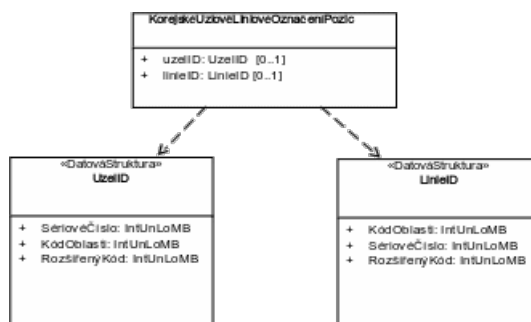 KorejskéUzlovéLiniovéOznačeníPozic
+ uzelID: UzelID [0..1]
+ linieID: LinieID [0..1]
«DatováStruktura»
UzelID
+ SériovéČíslo: IntUnLoMB
+ KódOblasti: IntUnLoMB
+ RozšířenýKód: IntUnLoMB
«DatováStruktura»
LinieID
+ KódOblasti: IntUnLoMB
+ SériovéČíslo: IntUnLoMB
+ RozšířenýKód: IntUnLoMB